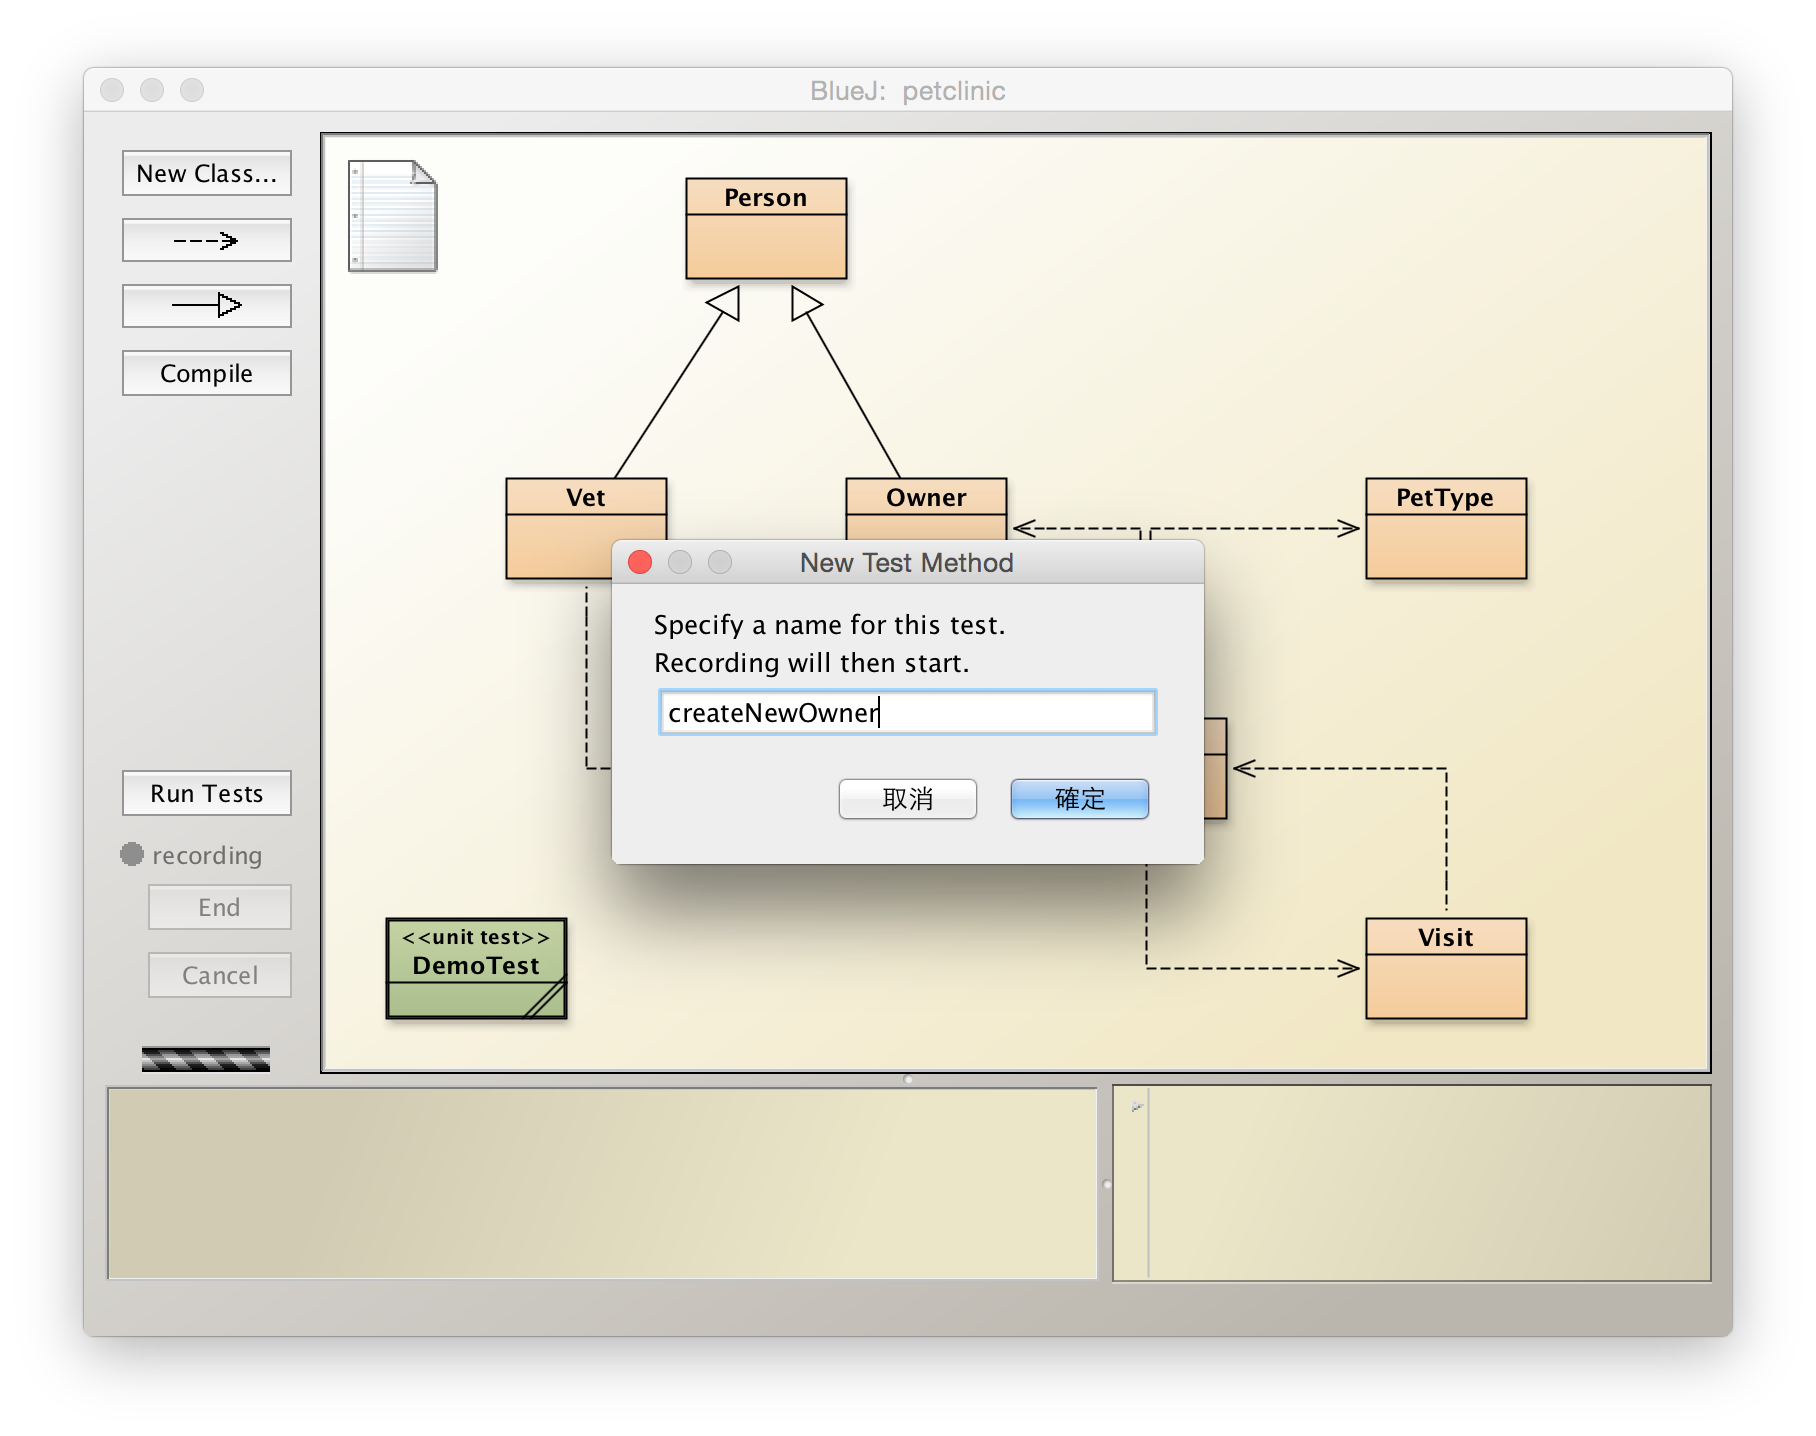 BlueJ: petclinic
New Class...
Compile
Run Tests
recording
End
Cancel
Person
Vet
Owner
PetType
Visit
<<unit test>>
DemoTest
New Test Method
Specify a name for this test.
Recording will then start.
createNewOwner
取消
確定